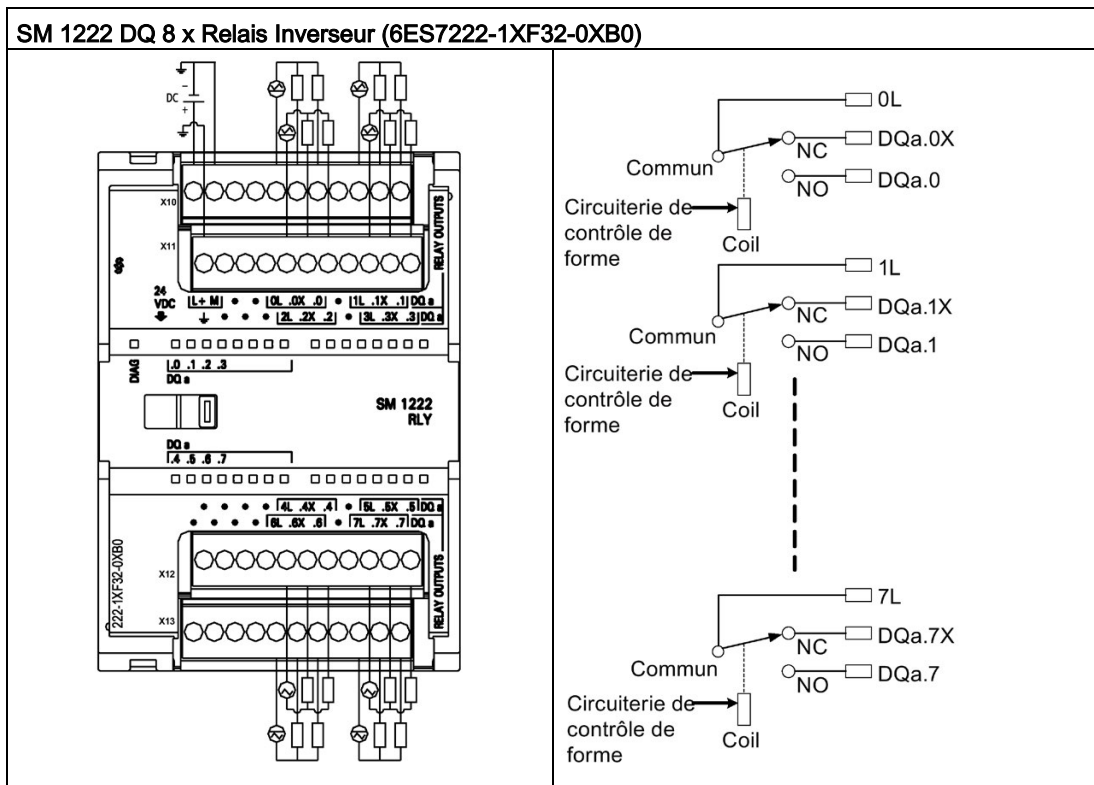 SM 1222 DQ 8 x Relais Inverseur (6ES7222-1XF32-0XB0)
DC
X10
X11
RELAY OUTPUTS
24
VDC
L+ M 0L .0X .0 1L .1X .1 DQ a
2L .2X .2 3L .3X .3 DQ a
DIAG
.0 .1 .2 .3
DQ a
SM 1222
RLY
DQ a
.4 .5 .6 .7
4L .4X .4 5L .5X .5 DQ a
6L .6X .6 7L .7X .7 DQ a
222-1XF32-0XB0
X12
X13
RELAY OUTPUTS
0L
DQa.0X
NC
Commun
DQa.0
NO
Circuiterie de
contrôle de
forme
Coil
1L
DQa.1X
NC
Commun
DQa.1
NO
Circuiterie de
contrôle de
forme
Coil
7L
DQa.7X
NC
Commun
DQa.7
NO
Circuiterie de
contrôle de
forme
Coil